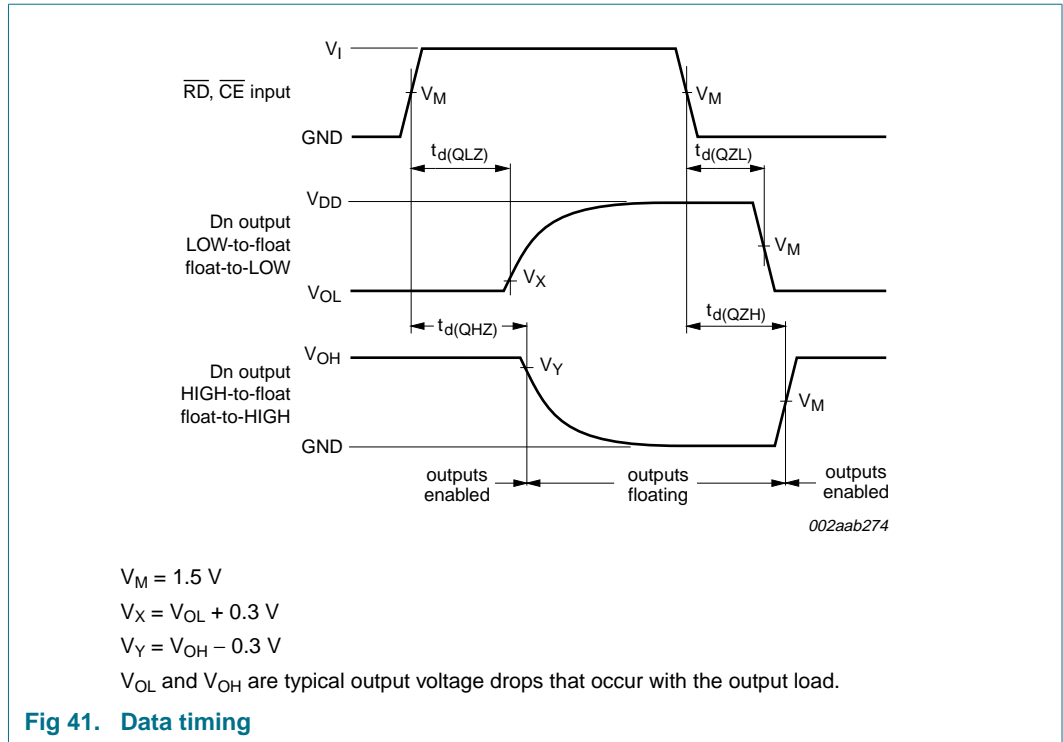 V_I
R̅D̅, C̅E̅ input
V_M
V_M
GND
t_d(QLZ)
t_d(QZL)
V_DD
Dn output
LOW-to-float
float-to-LOW
V_M
V_X
V_OL
t_d(QHZ)
t_d(QZH)
V_OH
V_Y
Dn output
HIGH-to-float
float-to-HIGH
V_M
GND
outputs
enabled
outputs
floating
outputs
enabled
002aab274
V_M = 1.5 V
V_X = V_OL + 0.3 V
V_Y = V_OH − 0.3 V
V_OL and V_OH are typical output voltage drops that occur with the output load.
Fig 41. Data timing